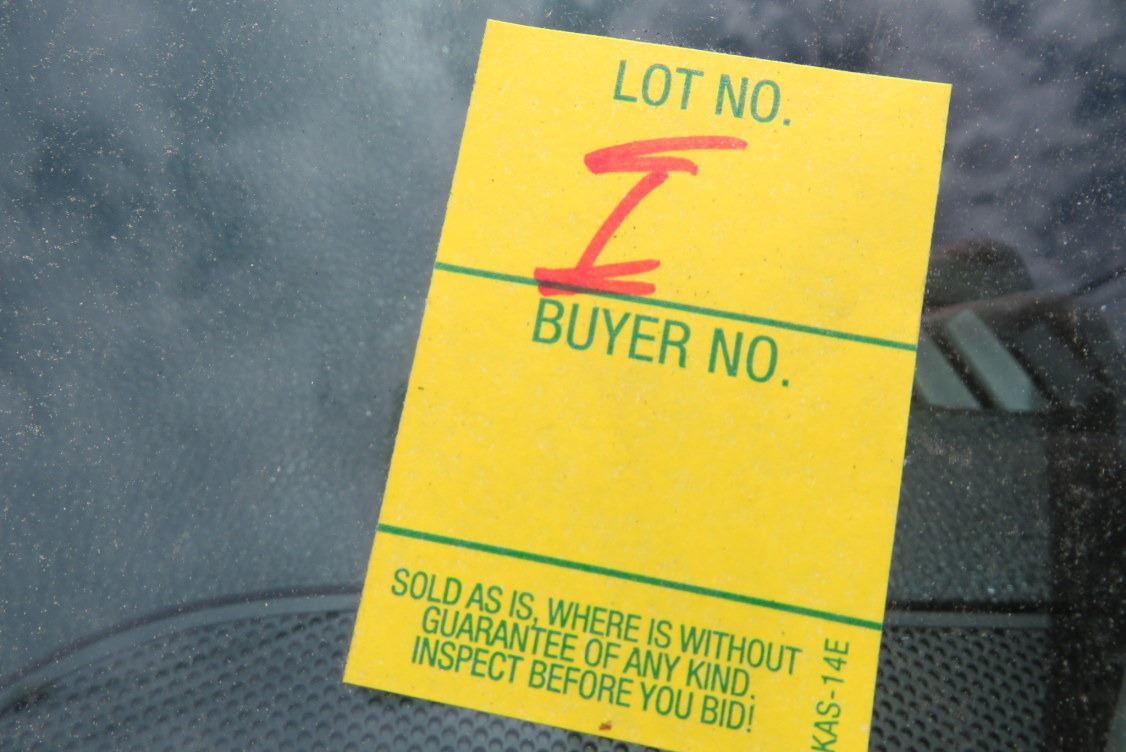 LOT NO.
I
BUYER NO.
SOLD AS IS, WHERE IS WITHOUT
GUARANTEE OF ANY KIND.
INSPECT BEFORE YOU BID!
KAS-14E